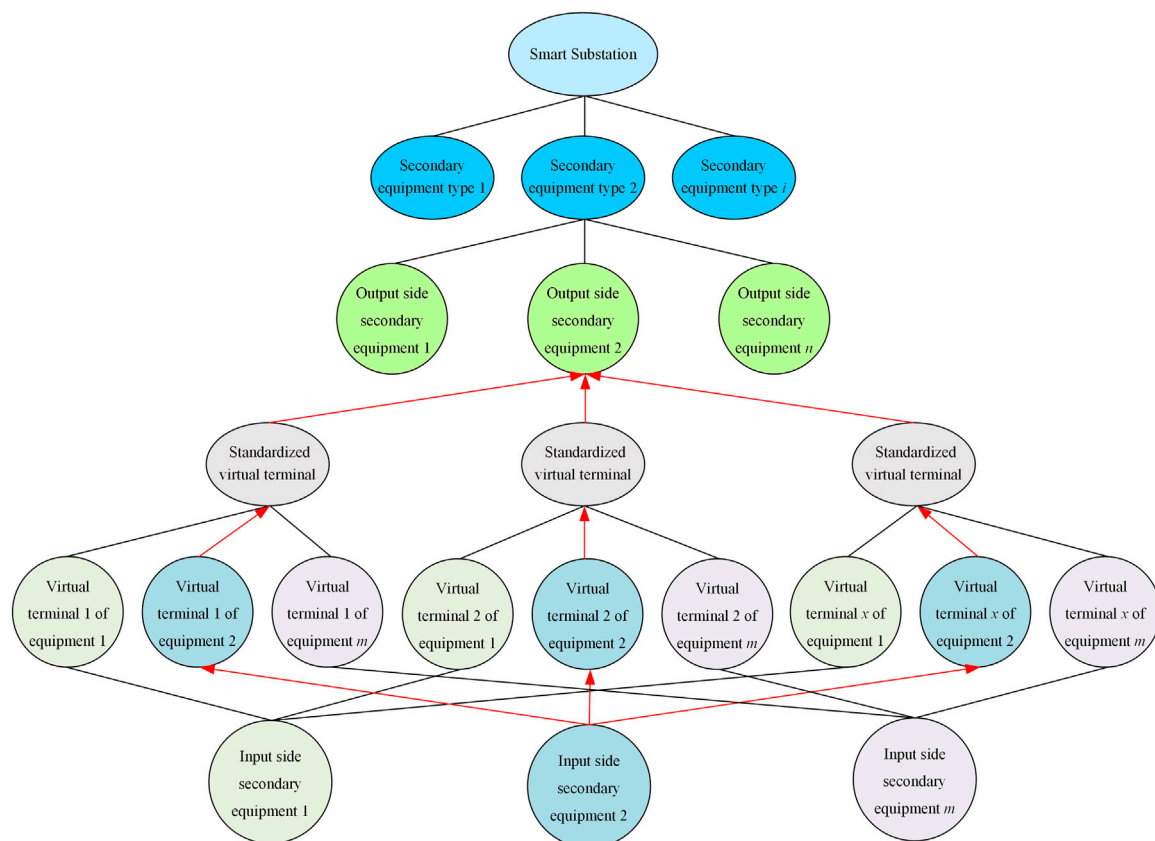 Smart Substation
Secondary
equipment type 1
Secondary
equipment type 2
Secondary
equipment type i
Output side
secondary
equipment 1
Output side
secondary
equipment 2
Output side
secondary
equipment n
Standardized
virtual terminal
Standardized
virtual terminal
Standardized
virtual terminal
Virtual
terminal 1 of
equipment 1
Virtual
terminal 1 of
equipment 2
Virtual
terminal 1 of
equipment m
Virtual
terminal 2 of
equipment 1
Virtual
terminal 2 of
equipment 2
Virtual
terminal 2 of
equipment m
Virtual
terminal x of
equipment 1
Virtual
terminal x of
equipment 2
Virtual
terminal x of
equipment m
Input side
secondary
equipment 1
Input side
secondary
equipment 2
Input side
secondary
equipment m